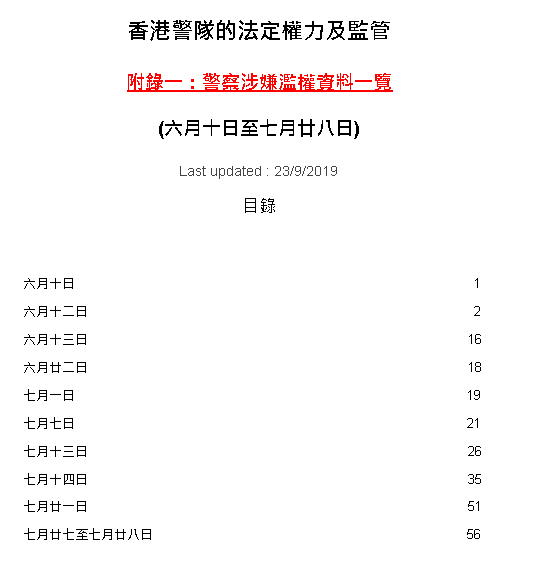 香港警隊的法定權力及監管
附錄一：警察涉嫌濫權資料一覽
(六月十日至七月廿八日)
Last updated : 23/9/2019
目錄
六月十日 1
六月十二日 2
六月十三日 16
六月廿二日 18
七月一日 19
七月七日 21
七月十三日 26
七月十四日 35
七月廿一日 51
七月廿七至七月廿八日 56